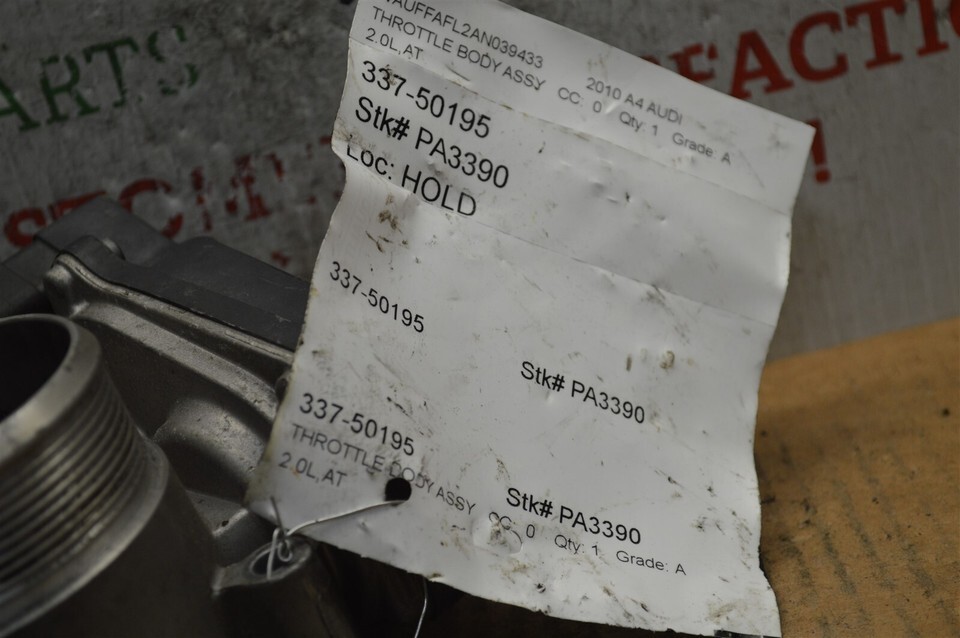 AUFFAFL2AN039433
THROTTLE BODY ASSY 2010 A4 AUDI
2.0L, AT CC: 0 Qty: 1 Grade: A
337-50195
Stk# PA3390
Loc: HOLD
337-50195
Stk# PA3390
337-50195
THROTTLE BODY ASSY
2.0L, AT
Stk# PA3390
CC: 0 Qty: 1 Grade: A
ARTS